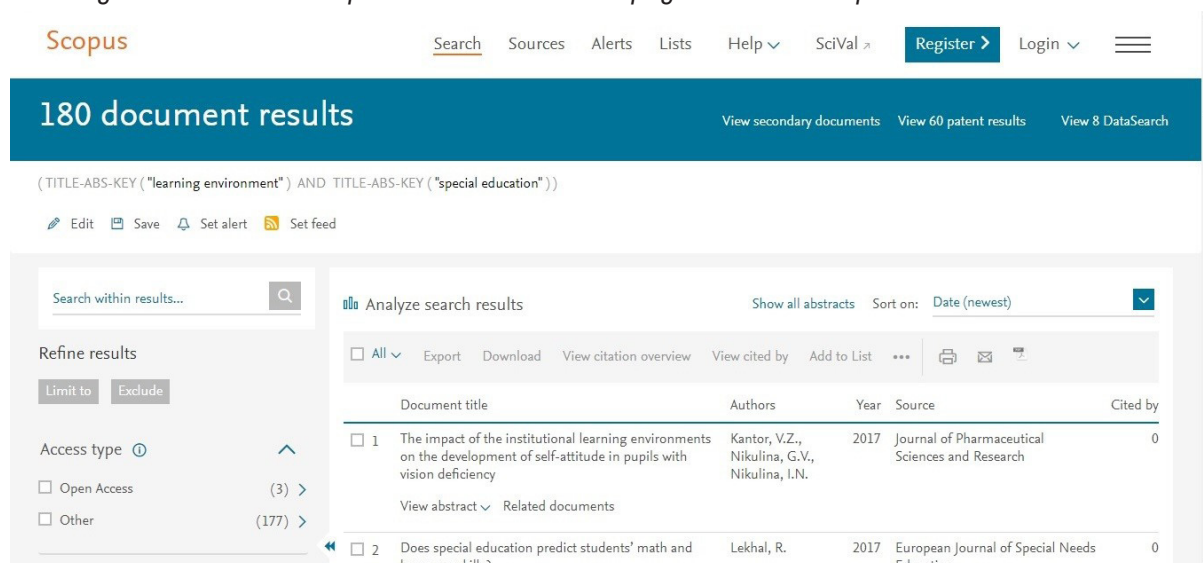 Scopus
Search Sources Alerts Lists Help SciVal Register Login
180 document results
View secondary documents View 60 patent results View 8 DataSearch
( TITLE-ABS-KEY ( "learning environment" ) AND TITLE-ABS-KEY ( "special education" ) )
Edit Save Set alert Set feed
Search within results...
Refine results
Limit to Exclude
Access type
Open Access (3)
Other (177)
Analyze search results Show all abstracts Sort on: Date (newest)
All Export Download View citation overview View cited by Add to List •••
Document title Authors Year Source Cited by
1 The impact of the institutional learning environments Kantor, V.Z., 2017 Journal of Pharmaceutical 0
on the development of self-attitude in pupils with Nikulina, G.V., Sciences and Research
vision deficiency Nikulina, I.N.
View abstract Related documents
2 Does special education predict students' math and Lekhal, R. 2017 European Journal of Special Needs 0